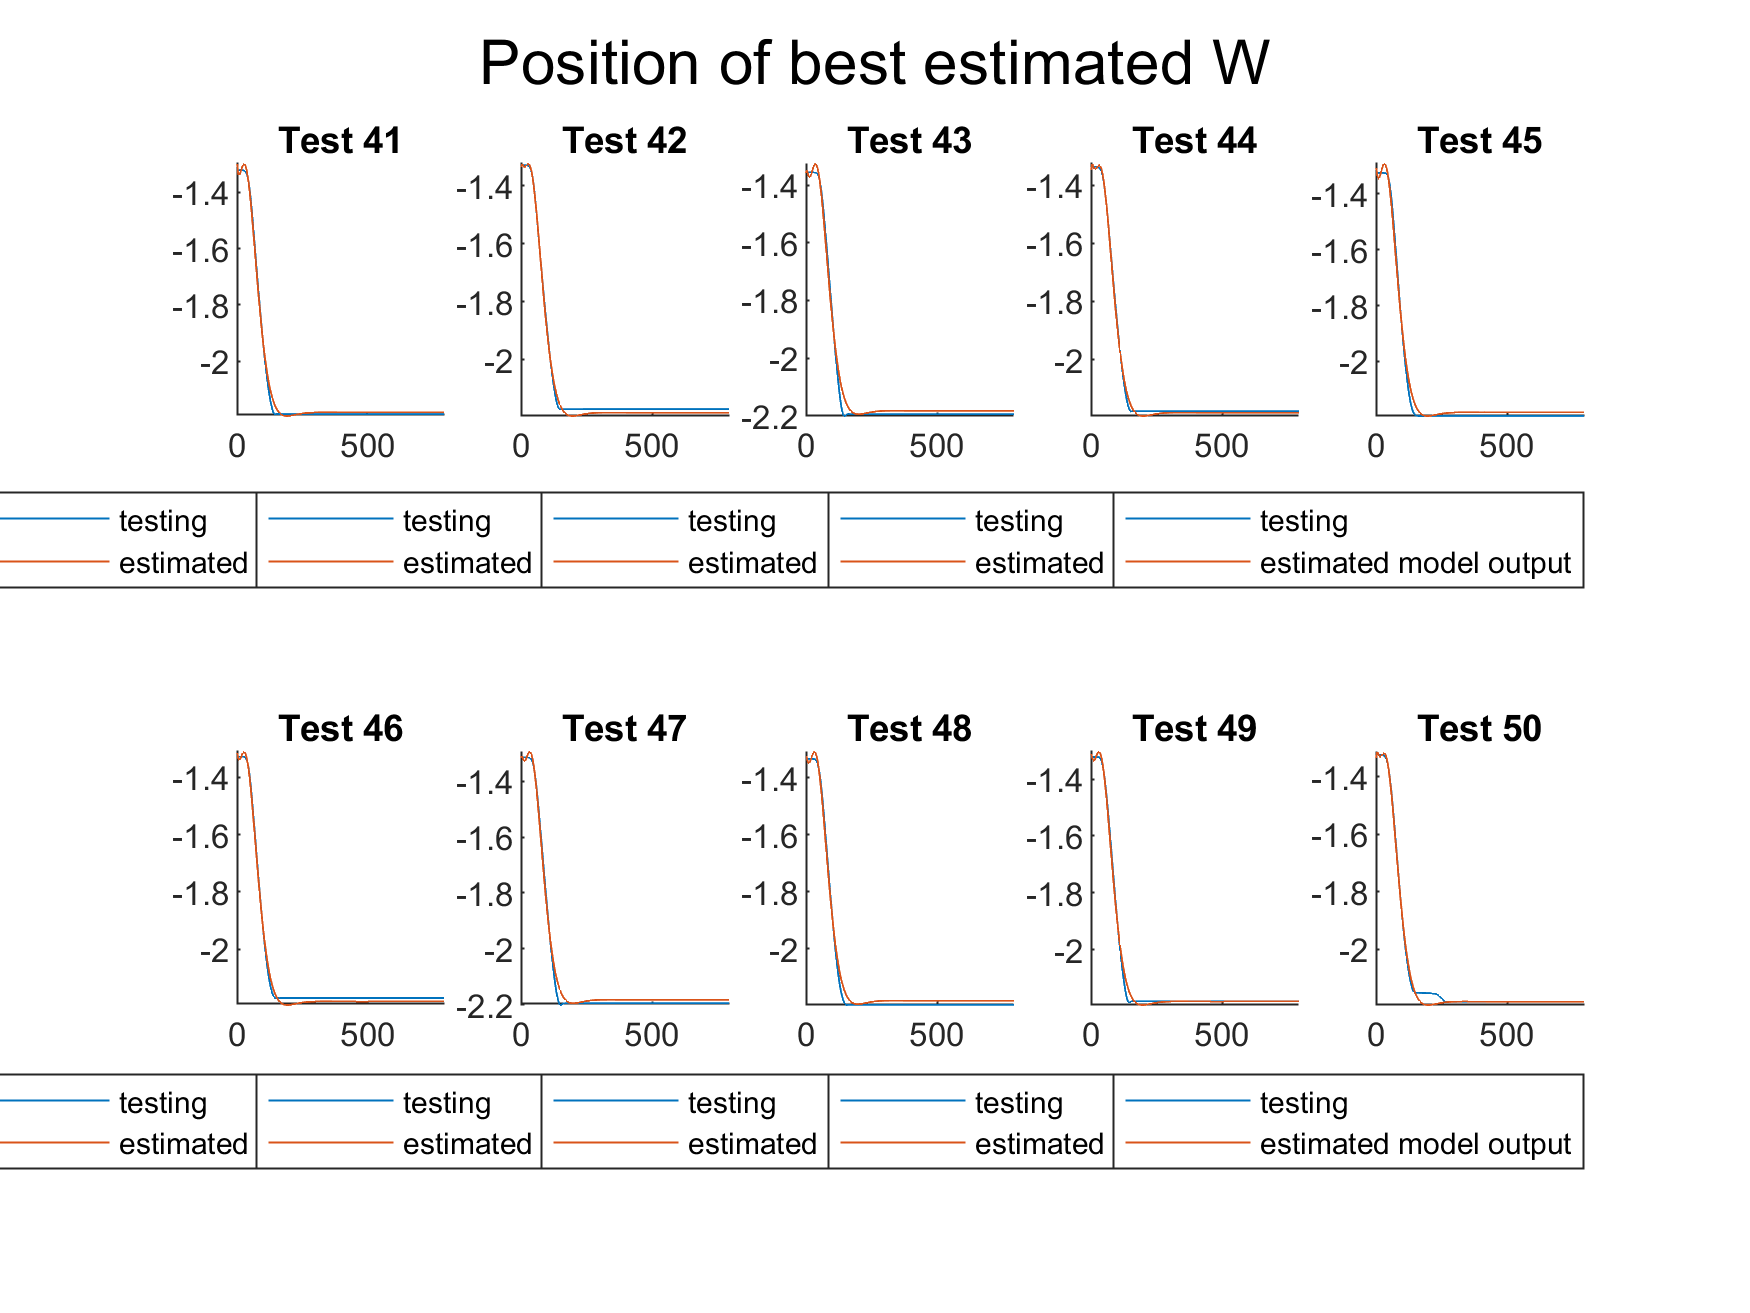 Position of best estimated W
Test 41 Test 42 Test 43 Test 44 Test 45
-1.4 -1.4 -1.4 -1.4 -1.4
-1.6 -1.6 -1.6 -1.6 -1.6
-1.8 -1.8 -1.8 -1.8 -1.8
-2 -2 -2 -2 -2
-2.2
0 500 0 500 0 500 0 500 0 500
testing testing testing testing testing
estimated estimated estimated estimated estimated model output
Test 46 Test 47 Test 48 Test 49 Test 50
-1.4 -1.4 -1.4 -1.4 -1.4
-1.6 -1.6 -1.6 -1.6 -1.6
-1.8 -1.8 -1.8 -1.8 -1.8
-2 -2 -2 -2 -2
-2.2
0 500 0 500 0 500 0 500 0 500
testing testing testing testing testing
estimated estimated estimated estimated estimated model output